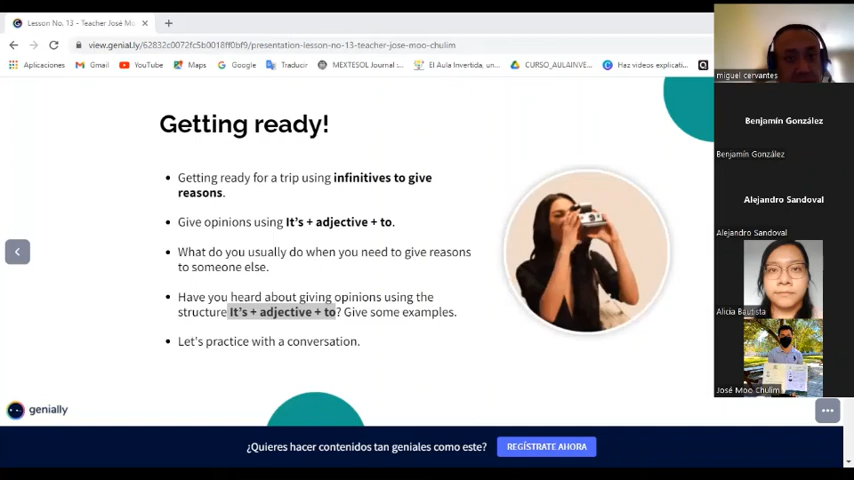 Lesson No. 13 - Teacher José Mo
view.genial.ly/62832c0072fc5b0018ff0bf9/presentation-lesson-no-13-teacher-jose-moo-chulim
Aplicaciones
Gmail
YouTube
Maps
Google
Traducir
MEXTESOL Journal :...
El Aula Invertida, un...
CURSO_AULAINVE...
Haz videos explicati...
Getting ready!
Getting ready for a trip using infinitives to give
reasons.
Give opinions using It's + adjective + to.
What do you usually do when you need to give reasons
to someone else.
Have you heard about giving opinions using the
structure It's + adjective + to? Give some examples.
Let's practice with a conversation.
genially
¿Quieres hacer contenidos tan geniales como este?
REGÍSTRATE AHORA
miguel cervantes
Benjamín González
Benjamín González
Alejandro Sandoval
Alejandro Sandoval
Alicia Bautista
José Moo Chulim